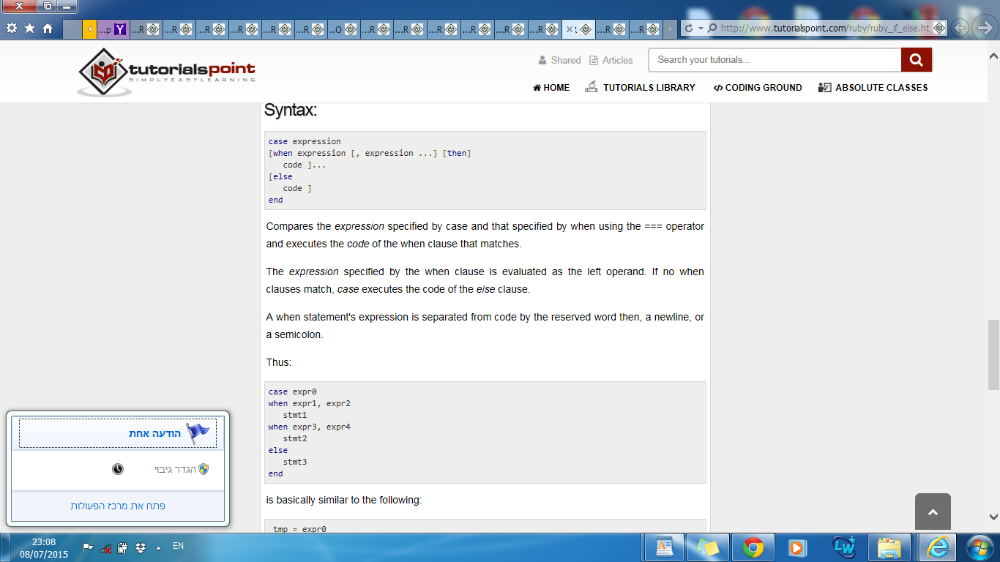 ...p
...R
...R
...R
...R
...R
...R
...O
...R
...R
...R
...R
...R
...R
...R
...R
http://www.tutorialspoint.com/ruby/ruby_if_else.ht
tutorialspoint
SIMPLYEASYLEARNING
Shared Articles
Search your tutorials...
HOME TUTORIALS LIBRARY </> CODING GROUND ABSOLUTE CLASSES
Syntax:
case expression
[when expression [, expression ...] [then]
   code ]...
[else
   code ]
end
Compares the expression specified by case and that specified by when using the === operator
and executes the code of the when clause that matches.
The expression specified by the when clause is evaluated as the left operand. If no when
clauses match, case executes the code of the else clause.
A when statement's expression is separated from code by the reserved word then, a newline, or
a semicolon.
Thus:
case expr0
when expr1, expr2
   stmt1
when expr3, expr4
   stmt2
else
   stmt3
end
is basically similar to the following:
tmp = expr0
הודעה אחת
הגדר גיבוי
פתח את מרכז הפעולות
23:08
08/07/2015
EN